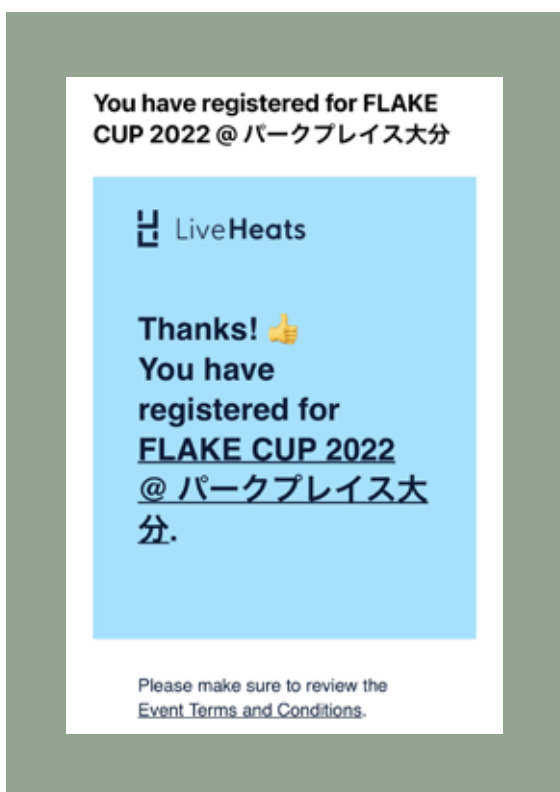 You have registered for FLAKE
CUP 2022 @ パークプレイス大分
LiveHeats
Thanks! 👍
You have
registered for
FLAKE CUP 2022
@ パークプレイス大
分.
Please make sure to review the
Event Terms and Conditions.